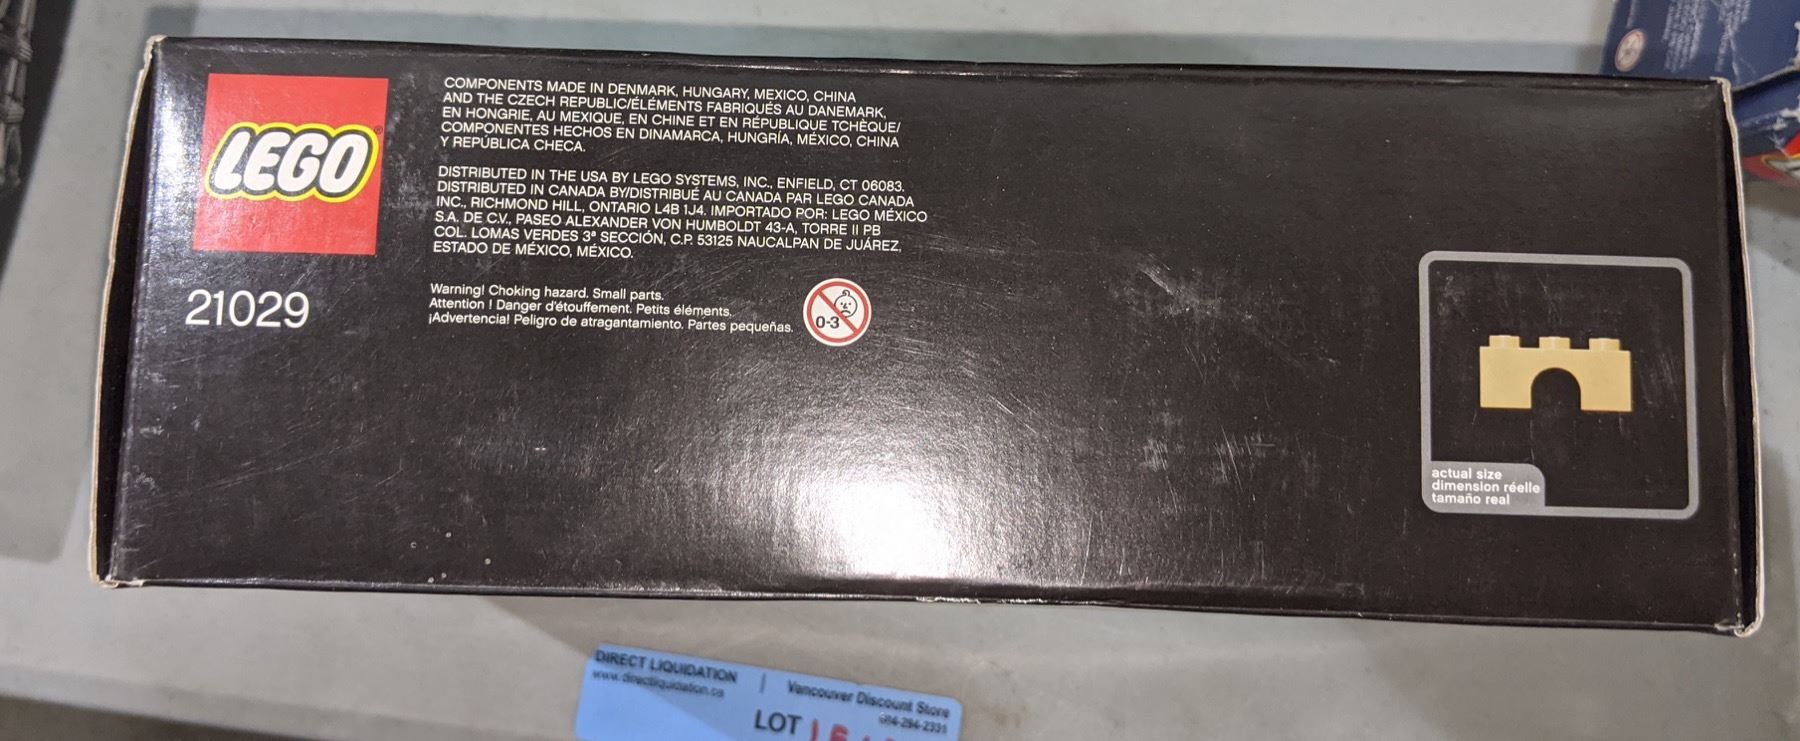 LEGO
®
21029
COMPONENTS MADE IN DENMARK, HUNGARY, MEXICO, CHINA
AND THE CZECH REPUBLIC/ÉLÉMENTS FABRIQUÉS AU DANEMARK,
EN HONGRIE, AU MEXIQUE, EN CHINE ET EN RÉPUBLIQUE TCHÈQUE/
COMPONENTES HECHOS EN DINAMARCA, HUNGRÍA, MÉXICO, CHINA
Y REPÚBLICA CHECA.
DISTRIBUTED IN THE USA BY LEGO SYSTEMS, INC., ENFIELD, CT 06083.
DISTRIBUTED IN CANADA BY/DISTRIBUÉ AU CANADA PAR LEGO CANADA
INC., RICHMOND HILL, ONTARIO L4B 1J4. IMPORTADO POR: LEGO MÉXICO
S.A. DE C.V., PASEO ALEXANDER VON HUMBOLDT 43-A, TORRE II PB
COL. LOMAS VERDES 3ª SECCIÓN, C.P. 53125 NAUCALPAN DE JUÁREZ,
ESTADO DE MÉXICO, MÉXICO.
Warning! Choking hazard. Small parts.
Attention ! Danger d'étouffement. Petits éléments.
¡Advertencia! Peligro de atragantamiento. Partes pequeñas.
0-3
actual size
dimension réelle
tamaño real
DIRECT LIQUIDATION | Vancouver Discount Store
www.directliquidation.ca
604-294-2331
LOT